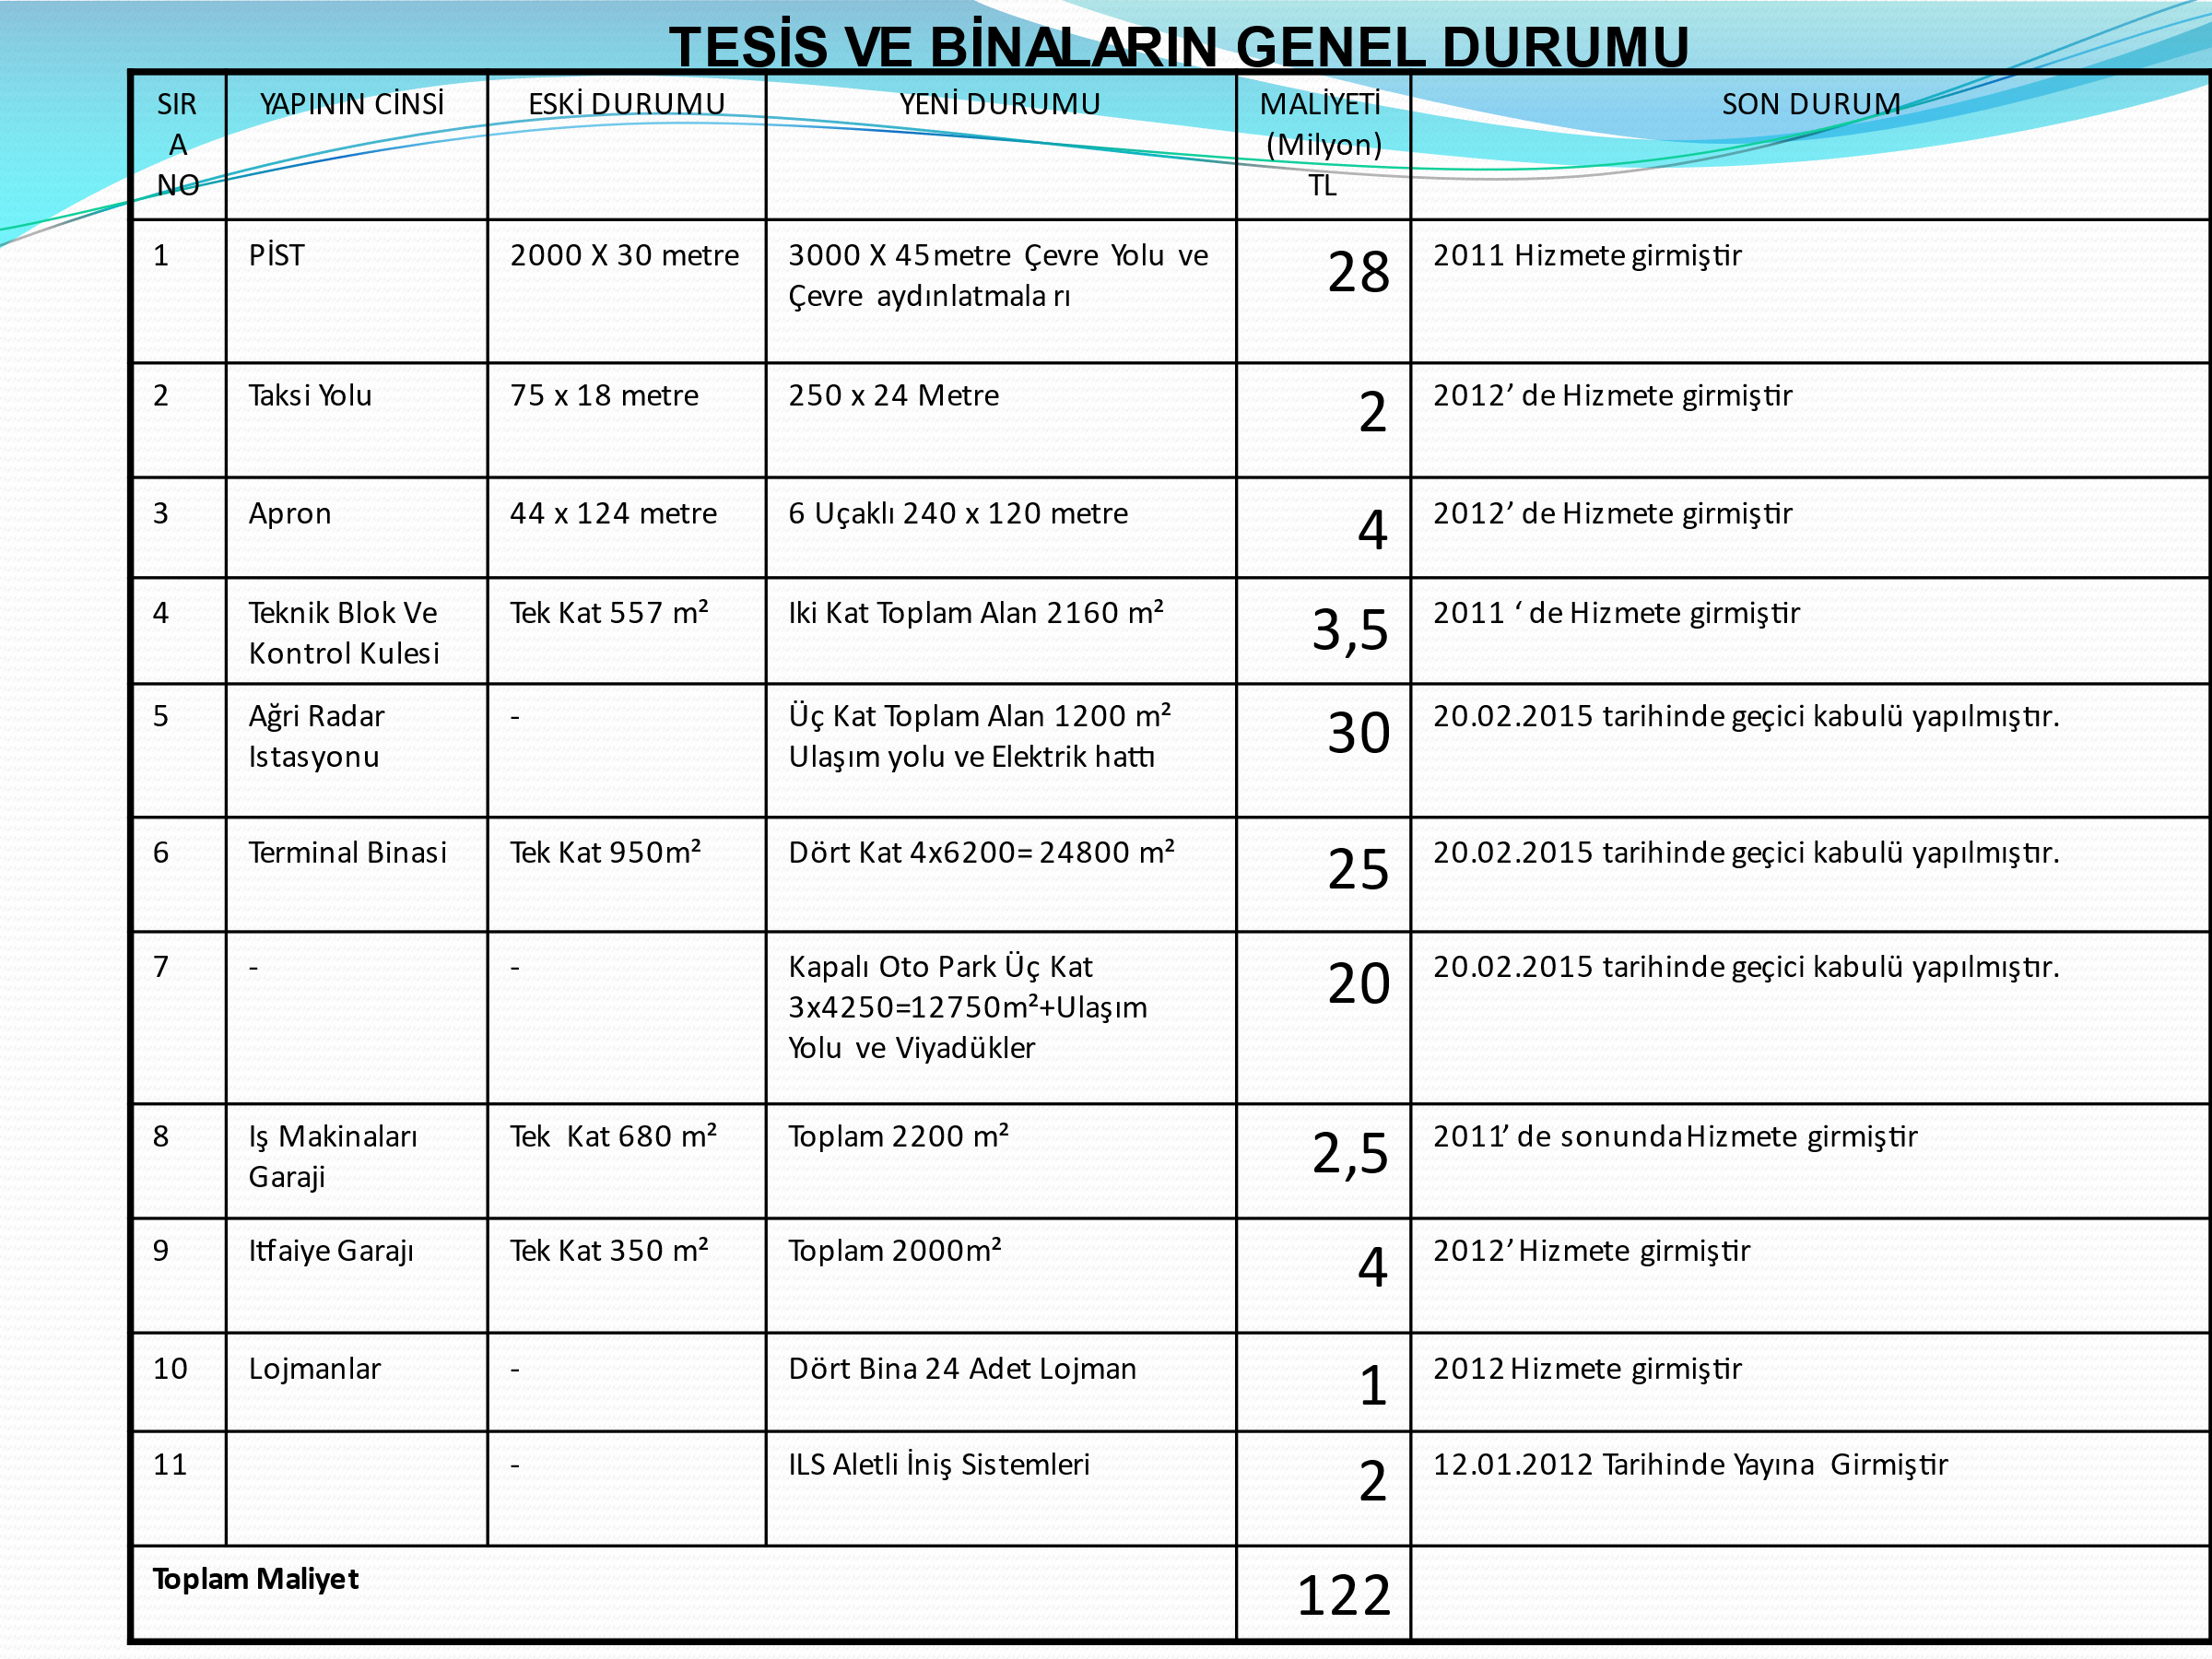 TESİS VE BİNALARIN GENEL DURUMU
SIR
A
NO
YAPININ CİNSİ
ESKİ DURUMU
YENİ DURUMU
MALİYETİ
(Milyon)
TL
SON DURUM
1
PİST
2000 X 30 metre
3000 X 45metre Çevre Yolu ve
Çevre aydınlatmala rı
28
2011 Hizmete girmiştir
2
Taksi Yolu
75 x 18 metre
250 x 24 Metre
2
2012’ de Hizmete girmiştir
3
Apron
44 x 124 metre
6 Uçaklı 240 x 120 metre
4
2012’ de Hizmete girmiştir
4
Teknik Blok Ve
Kontrol Kulesi
Tek Kat 557 m²
Iki Kat Toplam Alan 2160 m²
3,5
2011 ‘ de Hizmete girmiştir
5
Ağri Radar
Istasyonu
-
Üç Kat Toplam Alan 1200 m²
Ulaşım yolu ve Elektrik hattı
30
20.02.2015 tarihinde geçici kabulü yapılmıştır.
6
Terminal Binasi
Tek Kat 950m²
Dört Kat 4x6200= 24800 m²
25
20.02.2015 tarihinde geçici kabulü yapılmıştır.
7
-
-
Kapalı Oto Park Üç Kat
3x4250=12750m²+Ulaşım
Yolu ve Viyadükler
20
20.02.2015 tarihinde geçici kabulü yapılmıştır.
8
Iş Makinaları
Garaji
Tek Kat 680 m²
Toplam 2200 m²
2,5
2011’ de sonunda Hizmete girmiştir
9
Itfaiye Garajı
Tek Kat 350 m²
Toplam 2000m²
4
2012’ Hizmete girmiştir
10
Lojmanlar
-
Dört Bina 24 Adet Lojman
1
2012 Hizmete girmiştir
11
-
ILS Aletli İniş Sistemleri
2
12.01.2012 Tarihinde Yayına Girmiştir
Toplam Maliyet
122